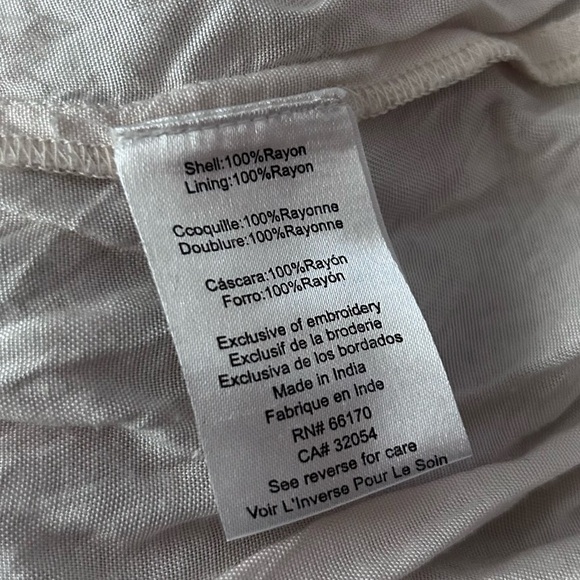 Shell:100%Rayon
Lining:100%Rayon
Ccoquille:100%Rayonne
Doublure:100%Rayonne
Cáscara:100%Rayón
Forro:100%Rayón
Exclusive of embroidery
Exclusif de la broderie
Exclusiva de los bordados
Made in India
Fabrique en Inde
RN# 66170
CA# 32054
See reverse for care
Voir L'Inverse Pour Le Soin